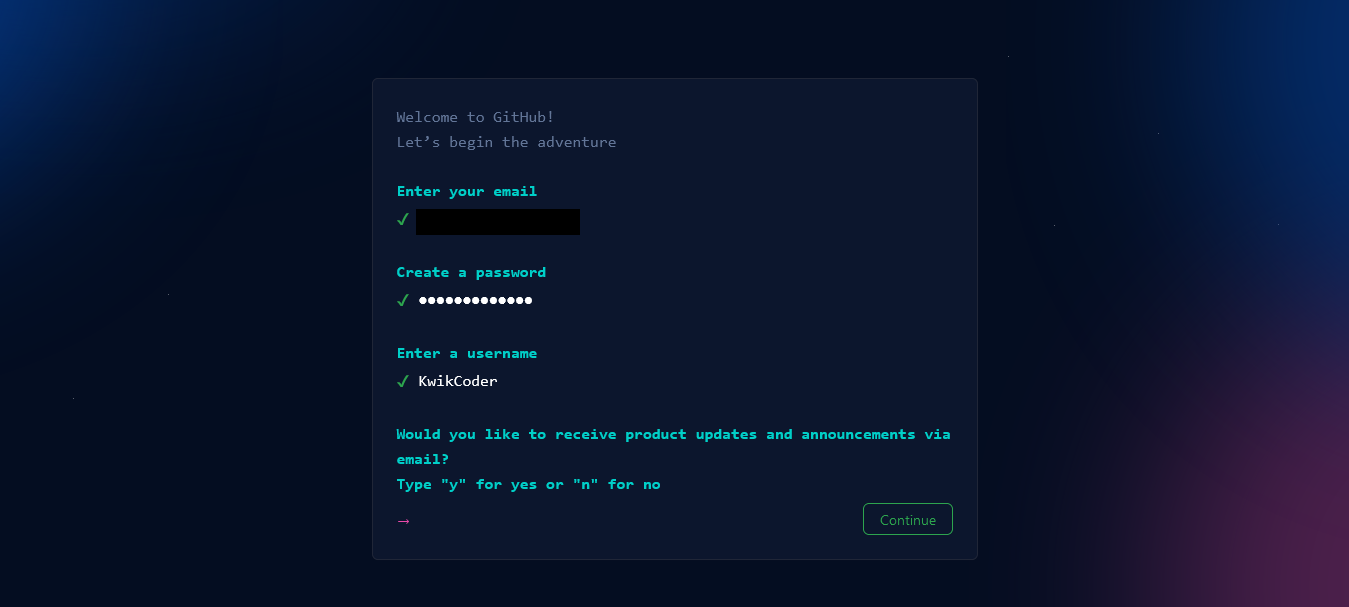 Welcome to GitHub!
Let’s begin the adventure
Enter your email
✓
Create a password
✓ •••••••••••••
Enter a username
✓ KwikCoder
Would you like to receive product updates and announcements via
email?
Type "y" for yes or "n" for no
→ Continue